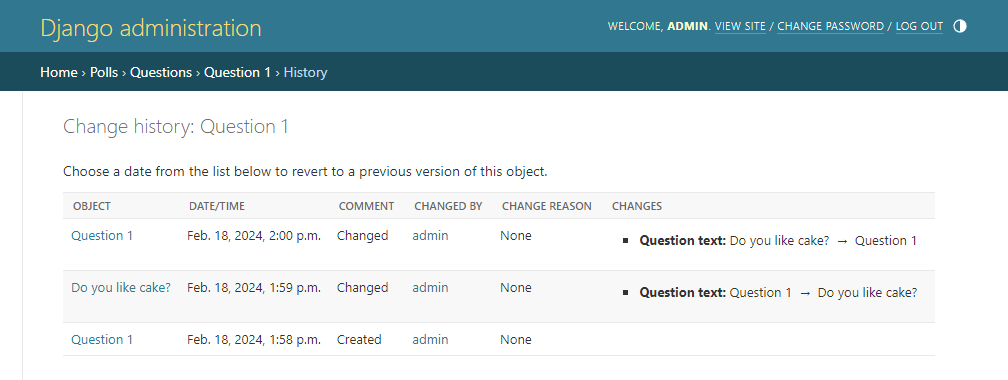 Django administration
WELCOME, ADMIN. VIEW SITE / CHANGE PASSWORD / LOG OUT
Home › Polls › Questions › Question 1 › History
Change history: Question 1
Choose a date from the list below to revert to a previous version of this object.
OBJECT DATE/TIME COMMENT CHANGED BY CHANGE REASON CHANGES
Question 1 Feb. 18, 2024, 2:00 p.m. Changed admin None ▪ Question text: Do you like cake? → Question 1
Do you like cake? Feb. 18, 2024, 1:59 p.m. Changed admin None ▪ Question text: Question 1 → Do you like cake?
Question 1 Feb. 18, 2024, 1:58 p.m. Created admin None